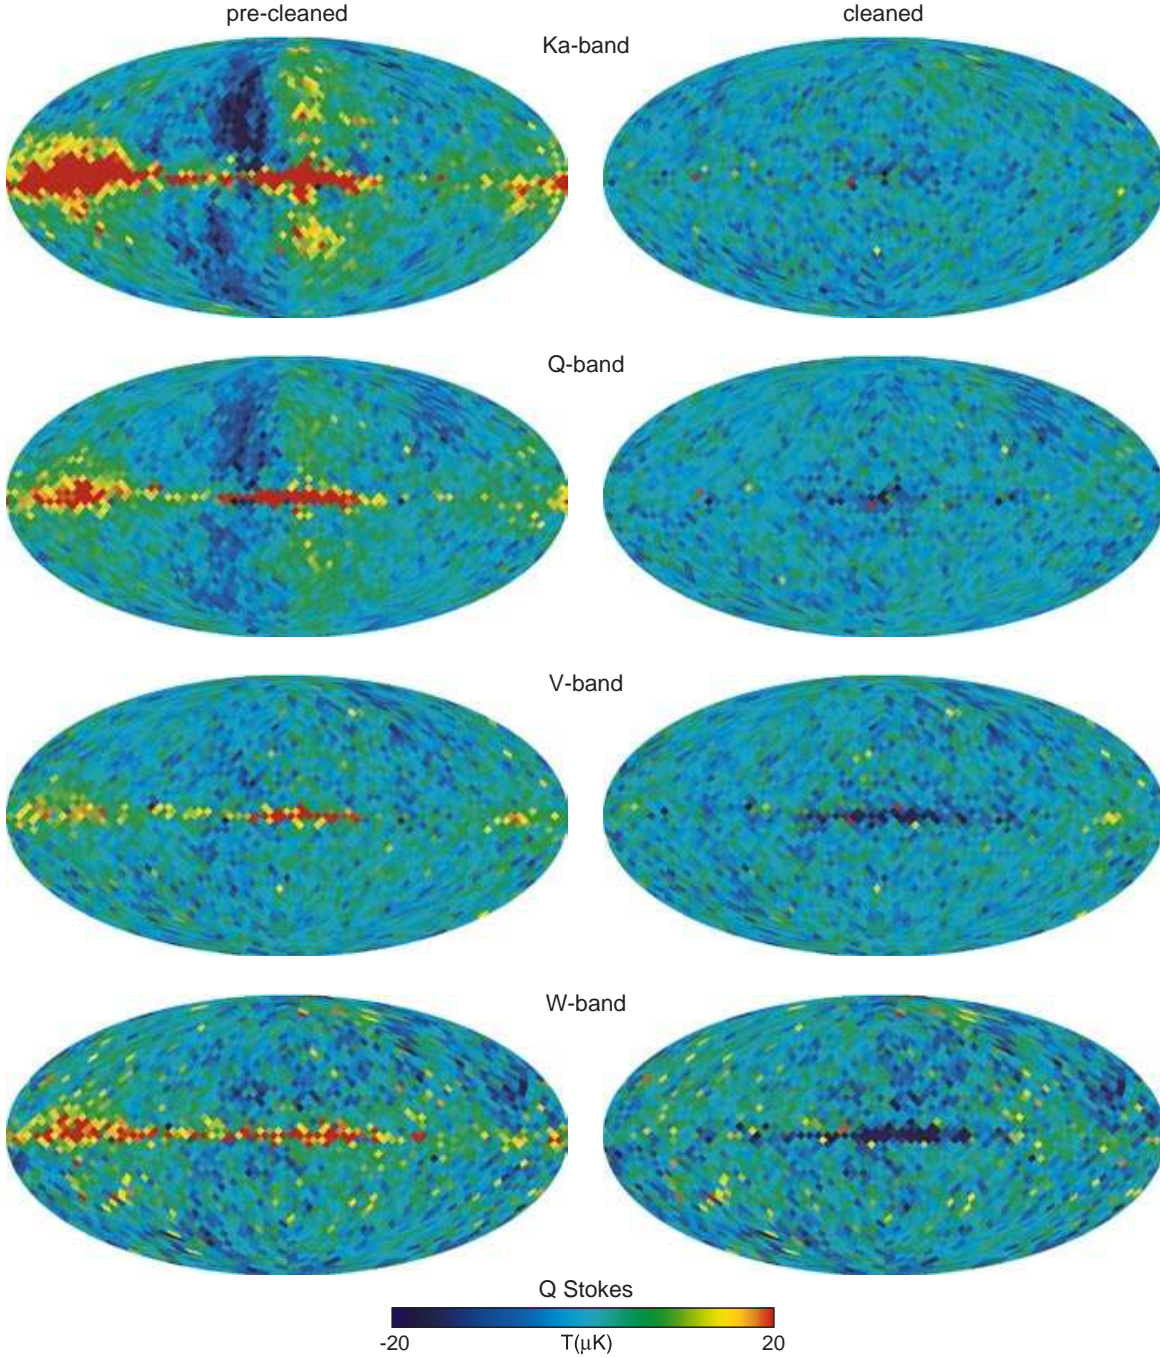 pre-cleaned
cleaned
Ka-band
Q-band
V-band
W-band
Q Stokes
-20
T(μK)
20